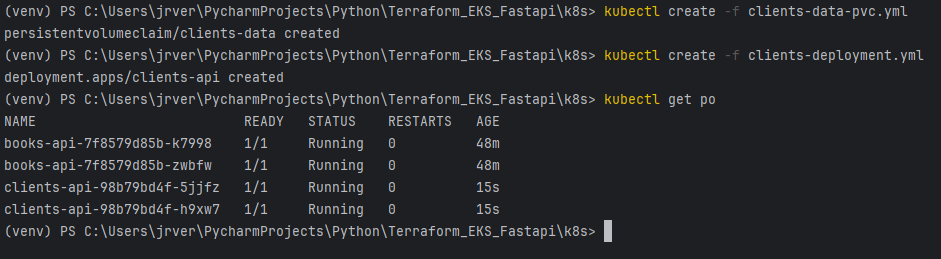 (venv) PS C:\Users\jrver\PycharmProjects\Python\Terraform_EKS_Fastapi\k8s> kubectl create -f clients-data-pvc.yml
persistentvolumeclaim/clients-data created
(venv) PS C:\Users\jrver\PycharmProjects\Python\Terraform_EKS_Fastapi\k8s> kubectl create -f clients-deployment.yml
deployment.apps/clients-api created
(venv) PS C:\Users\jrver\PycharmProjects\Python\Terraform_EKS_Fastapi\k8s> kubectl get po
NAME                          READY   STATUS    RESTARTS   AGE
books-api-7f8579d85b-k7998    1/1     Running   0          48m
books-api-7f8579d85b-zwbfw    1/1     Running   0          48m
clients-api-98b79bd4f-5jjfz   1/1     Running   0          15s
clients-api-98b79bd4f-h9xw7   1/1     Running   0          15s
(venv) PS C:\Users\jrver\PycharmProjects\Python\Terraform_EKS_Fastapi\k8s>